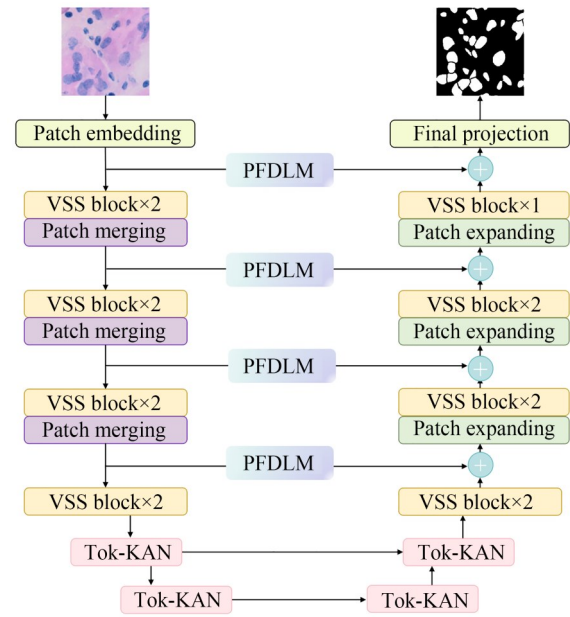 Patch embedding
Final projection
PFDLM
VSS block×2
Patch merging
VSS block×1
Patch expanding
PFDLM
VSS block×2
Patch merging
VSS block×2
Patch expanding
PFDLM
VSS block×2
Patch merging
VSS block×2
Patch expanding
PFDLM
VSS block×2
VSS block×2
Tok-KAN
Tok-KAN
Tok-KAN
Tok-KAN